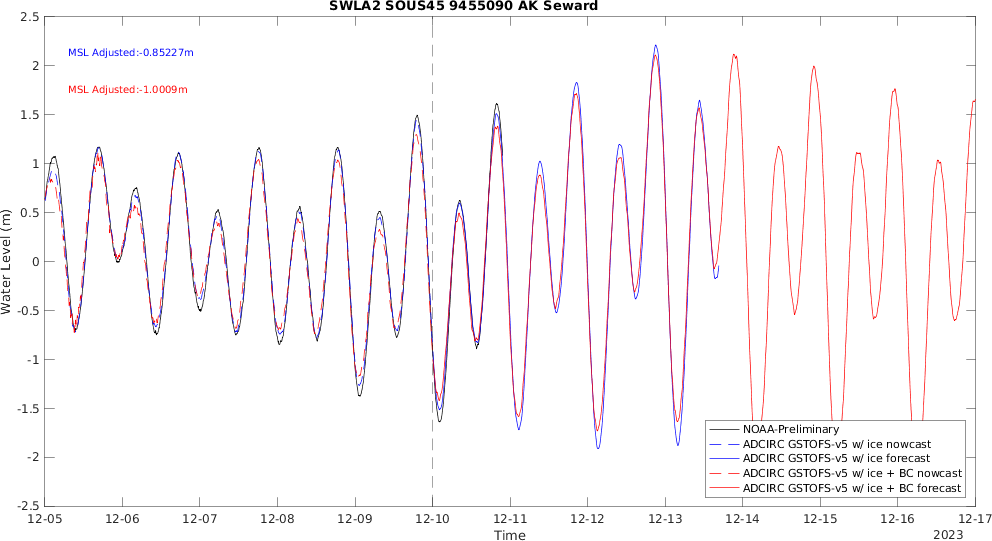 SWLA2 SOUS45 9455090 AK Seward
MSL Adjusted:-0.85227m
MSL Adjusted:-1.0009m
Water Level (m)
2.5
2
1.5
1
0.5
0
-0.5
-1
-1.5
-2
-2.5
NOAA-Preliminary
ADCIRC GSTOFS-v5 w/ ice nowcast
ADCIRC GSTOFS-v5 w/ ice forecast
ADCIRC GSTOFS-v5 w/ ice + BC nowcast
ADCIRC GSTOFS-v5 w/ ice + BC forecast
12-05 12-06 12-07 12-08 12-09 12-10 12-11 12-12 12-13 12-14 12-15 12-16 12-17
Time
2023